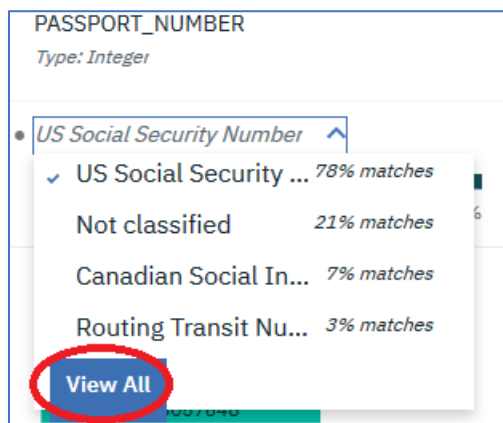 PASSPORT_NUMBER
Type: Integer
US Social Security Number
US Social Security ... 78% matches
%
Not classified 21% matches
Canadian Social In... 7% matches
Routing Transit Nu... 3% matches
View All